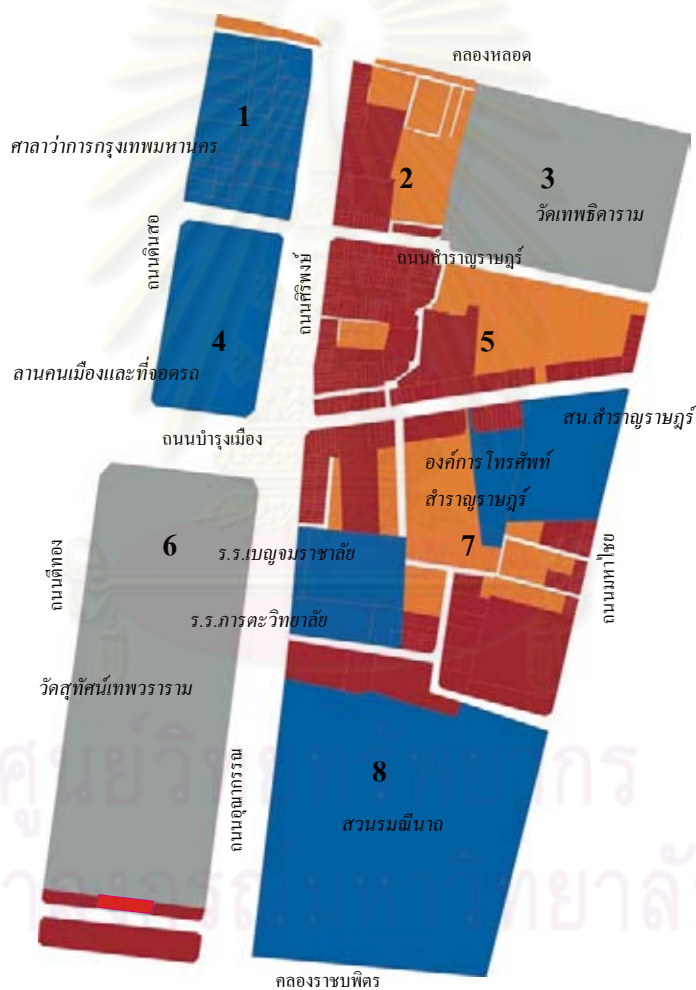 คลองหลอด
1
ศาลาว่าการกรุงเทพมหานคร
2
3
วัดเทพธิดาราม
ถนนดินสอ
ถนนศิริพงษ์
ถนนสำราญราษฎร์
4
5
ลานคนเมืองและที่จอดรถ
สน.สำราญราษฎร์
ถนนบำรุงเมือง
องค์การโทรศัพท์
สำราญราษฎร์
6
7
ร.ร.เบญจมราชาลัย
ถนนตีทอง
ถนนมหาไชย
ร.ร.ภารตะวิทยาลัย
วัดสุทัศน์เทพวราราม
ถนนอุณากรรณ
8
สวนรมณีนาถ
คลองราชบพิตร